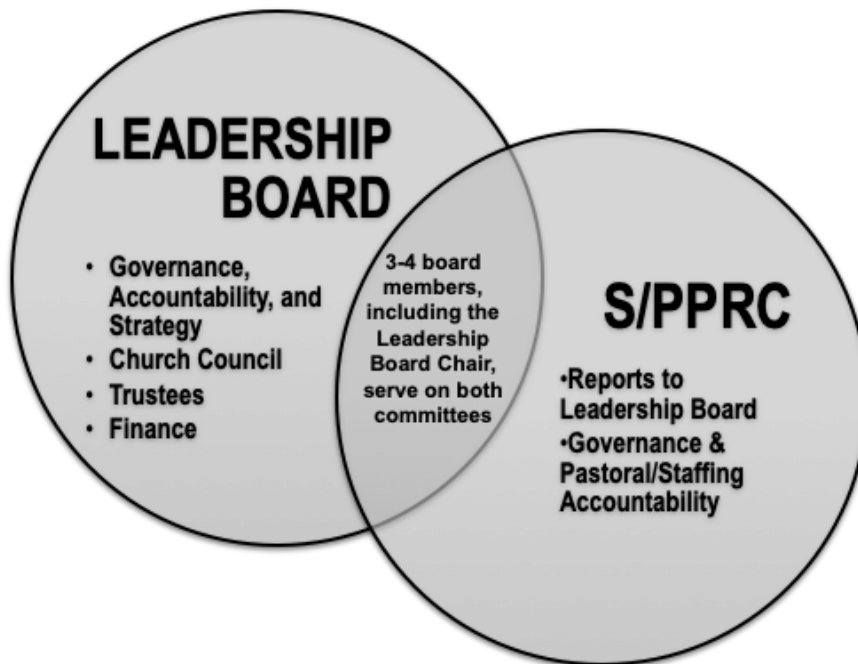 LEADERSHIP
BOARD
• Governance,
Accountability, and
Strategy
• Church Council
• Trustees
• Finance
3-4 board
members,
including the
Leadership
Board Chair,
serve on both
committees
S/PPRC
•Reports to
Leadership Board
•Governance &
Pastoral/Staffing
Accountability